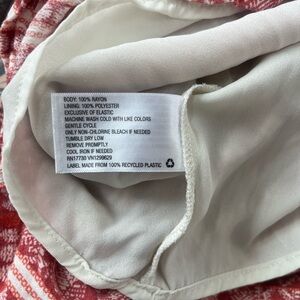 BODY: 100% RAYON
LINING: 100% POLYESTER
EXCLUSIVE OF ELASTIC
MACHINE WASH COLD WITH LIKE COLORS
GENTLE CYCLE
ONLY NON-CHLORINE BLEACH IF NEEDED
TUMBLE DRY LOW
REMOVE PROMPTLY
COOL IRON IF NEEDED
RN17730 VN1299629
LABEL MADE FROM 100% RECYCLED PLASTIC